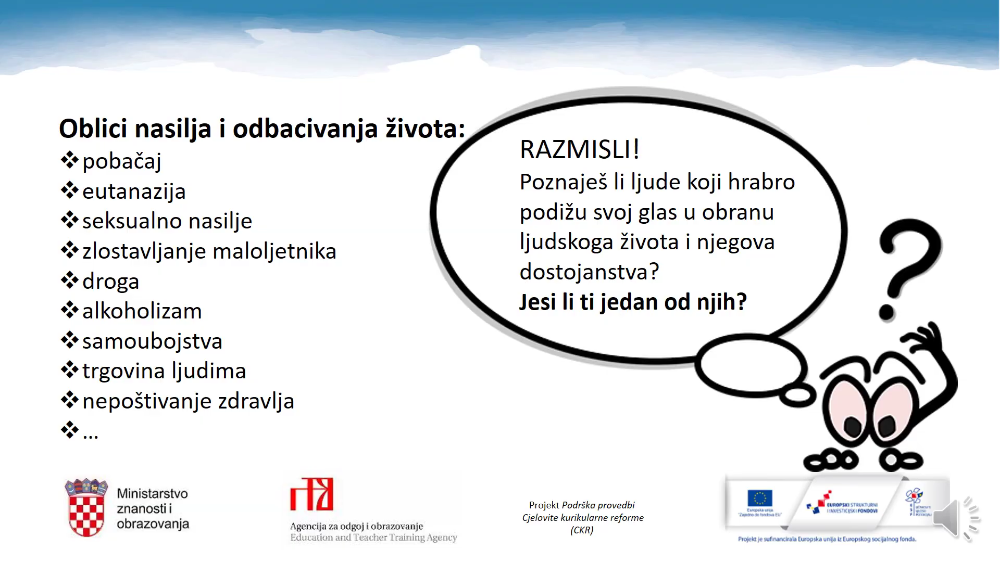 Oblici nasilja i odbacivanja života:
❖pobačaj
❖eutanazija
❖seksualno nasilje
❖zlostavljanje maloljetnika
❖droga
❖alkoholizam
❖samoubojstva
❖trgovina ljudima
❖nepoštivanje zdravlja
❖...
RAZMISLI!
Poznaješ li ljude koji hrabro
podižu svoj glas u obranu
ljudskoga života i njegova
dostojanstva?
Jesi li ti jedan od njih?
?
Ministarstvo
znanosti i
obrazovanja
Agencija za odgoj i obrazovanje
Education and Teacher Training Agency
Projekt Podrška provedbi
Cjelovite kurikularne reforme
(CKR)
Europska unija
"Zajedno do fondova EU"
EUROPSKI STRUKTURNI
I INVESTICIJSKI FONDOVI
Projekt je sufinancirala Europska unija iz Europskog socijalnog fonda.